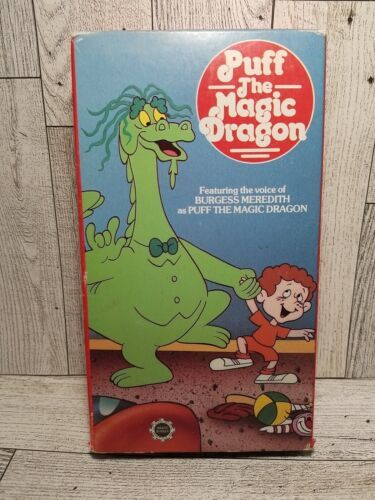 Puff
The
Magic
Dragon
Featuring the voice of
BURGESS MEREDITH
as PUFF THE MAGIC DRAGON